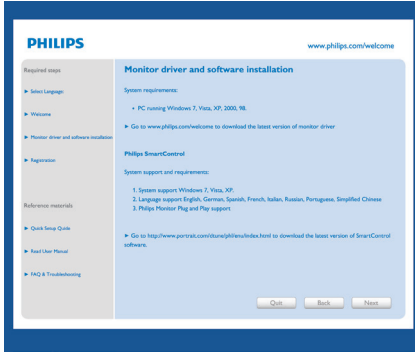 PHILIPS
www.philips.com/welcome
Required steps
Select Language:
Welcome
Monitor driver and software installation
Registration
Reference materials
Quick Setup Guide
Read User Manual
FAQ & Troubleshooting
Monitor driver and software installation
System requirements:
• PC running Windows 7, Vista, XP, 2000, 98.
Go to www.philips.com/welcome to download the latest version of monitor driver
Philips SmartControl
System support and requirements:
1. System support Windows 7, Vista, XP.
2. Language support English, German, Spanish, French, Italian, Russian, Portuguese, Simplified Chinese
3. Philips Monitor Plag and Play support
Go to http://www.portrait.com/dtune/phl/enu/index.html to download the latest version of SmartControl
software.
Quit
Back
Next